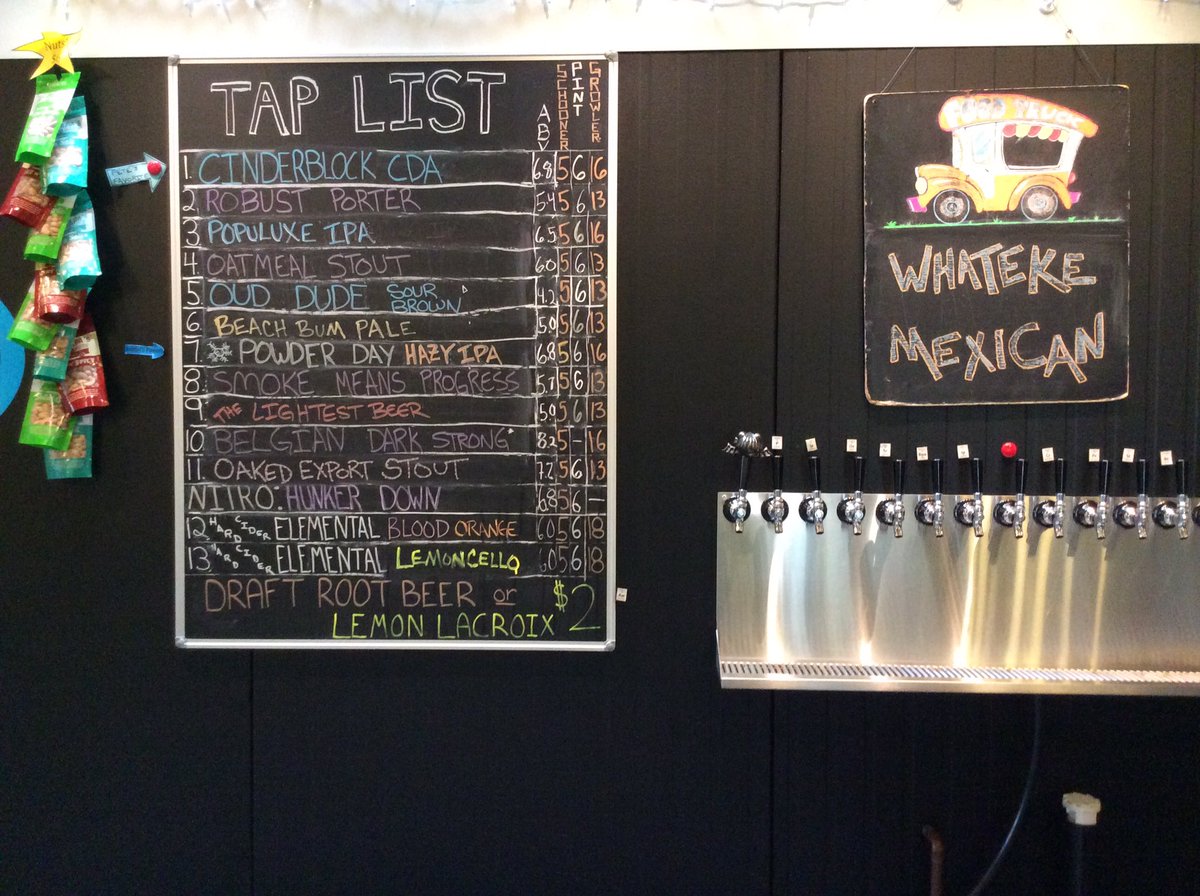 Nuts
TAP LIST
ABV SCHOONER PINT GROWLER
1. CINDERBLOCK CDA 6.8 5 6 16
2. ROBUST PORTER 5.4 5 6 13
3. POPULUXE IPA 6.5 5 6 16
4. OATMEAL STOUT 6.0 5 6 13
5. OUD DUDE SOUR BROWN 4.2 5 6 13
6. BEACH BUM PALE 5.0 5 6 13
7. POWDER DAY HAZY IPA 6.8 5 6 16
8. SMOKE MEANS PROGRESS 5.7 5 6 13
9. THE LIGHTEST BEER 5.0 5 6 13
10. BELGIAN DARK STRONG* 8.2 5 - 16
11. OAKED EXPORT STOUT 7.2 5 6 13
NITRO: HUNKER DOWN 6.8 5 6 -
12. HARD CIDER ELEMENTAL BLOOD ORANGE 6.0 5 6 18
13. HARD CIDER ELEMENTAL LEMONCELLO 6.0 5 6 18
DRAFT ROOT BEER or $2
LEMON LACROIX
FOOD TRUCK
WHATEKE
MEXICAN